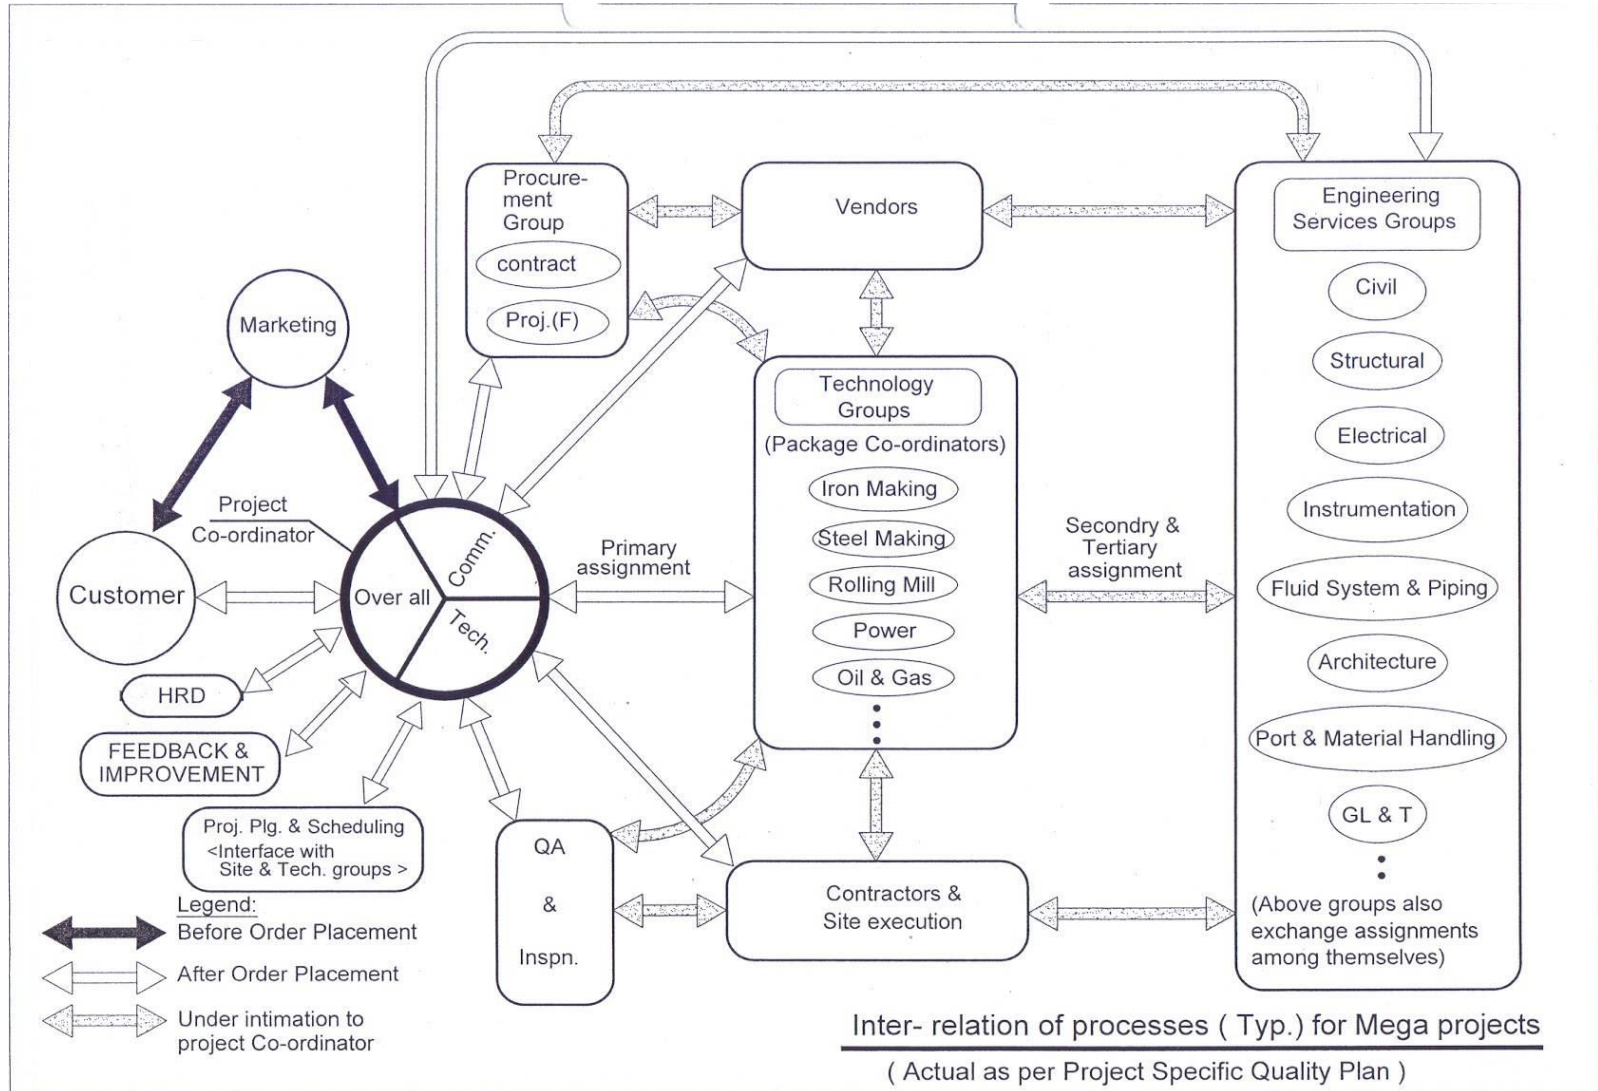 Procure-
ment
Group
contract
Proj.(F)
Vendors
Engineering
Services Groups
Civil
Structural
Electrical
Instrumentation
Fluid System & Piping
Architecture
Port & Material Handling
GL & T
(Above groups also
exchange assignments
among themselves)
Marketing
Customer
Project
Co-ordinator
Over all
Comm.
Tech.
Primary
assignment
Technology
Groups
(Package Co-ordinators)
Iron Making
Steel Making
Rolling Mill
Power
Oil & Gas
Secondry &
Tertiary
assignment
HRD
FEEDBACK &
IMPROVEMENT
Proj. Plg. & Scheduling
<Interface with
Site & Tech. groups >
QA
&
Inspn.
Contractors &
Site execution
Legend:
Before Order Placement
After Order Placement
Under intimation to
project Co-ordinator
Inter- relation of processes ( Typ.) for Mega projects
( Actual as per Project Specific Quality Plan )